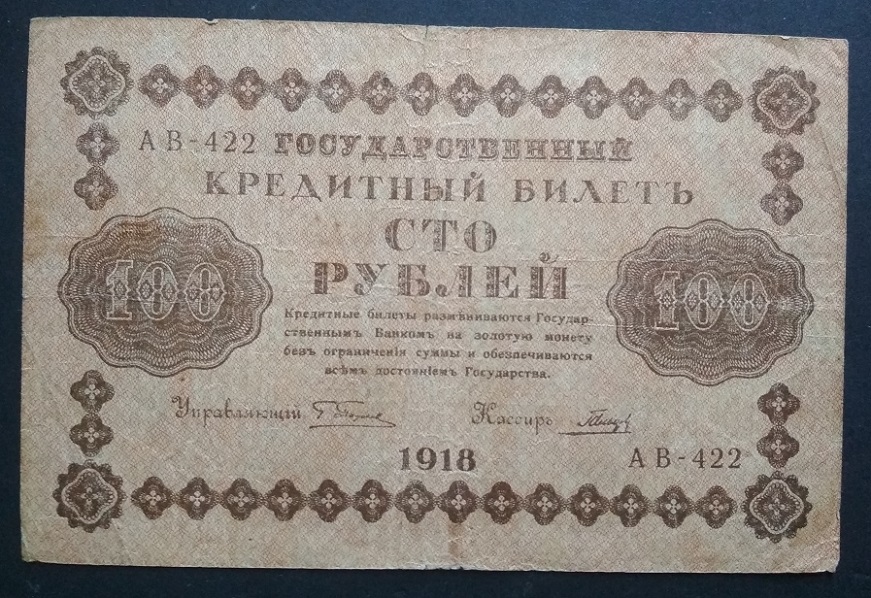 АВ-422 ГОСУДАРСТВЕННЫЙ
КРЕДИТНЫЙ БИЛЕТЪ
СТО
100 РУБЛЕЙ 100
Кредитные билеты размѣниваются Государ-
ственнымъ Банкомъ на золотую монету
безъ ограниченія суммы и обезпечиваются
всѣмъ достояніемъ Государства.
Управляющій Кассиръ
1918 АВ-422